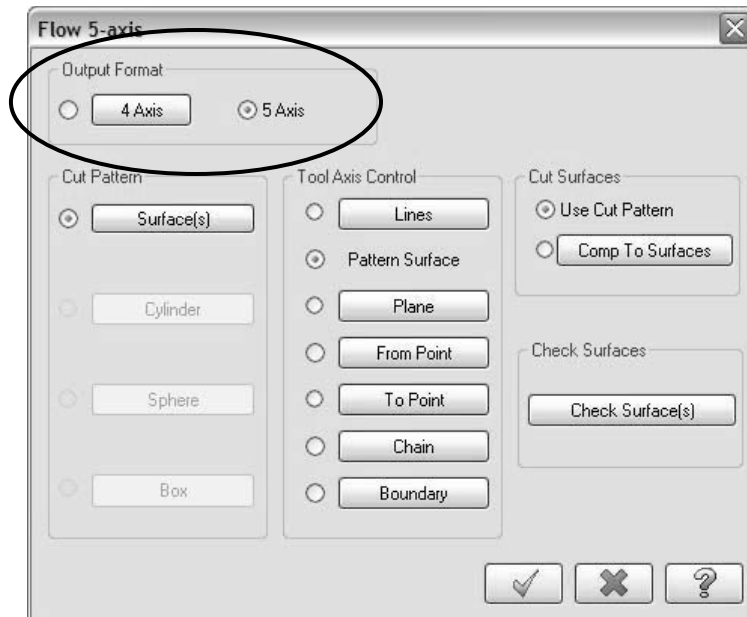 Flow 5-axis
Output Format
4 Axis
5 Axis
Cut Pattern
Surface(s)
Cylinder
Sphere
Box
Tool Axis Control
Lines
Pattern Surface
Plane
From Point
To Point
Chain
Boundary
Cut Surfaces
Use Cut Pattern
Comp To Surfaces
Check Surfaces
Check Surface(s)
?